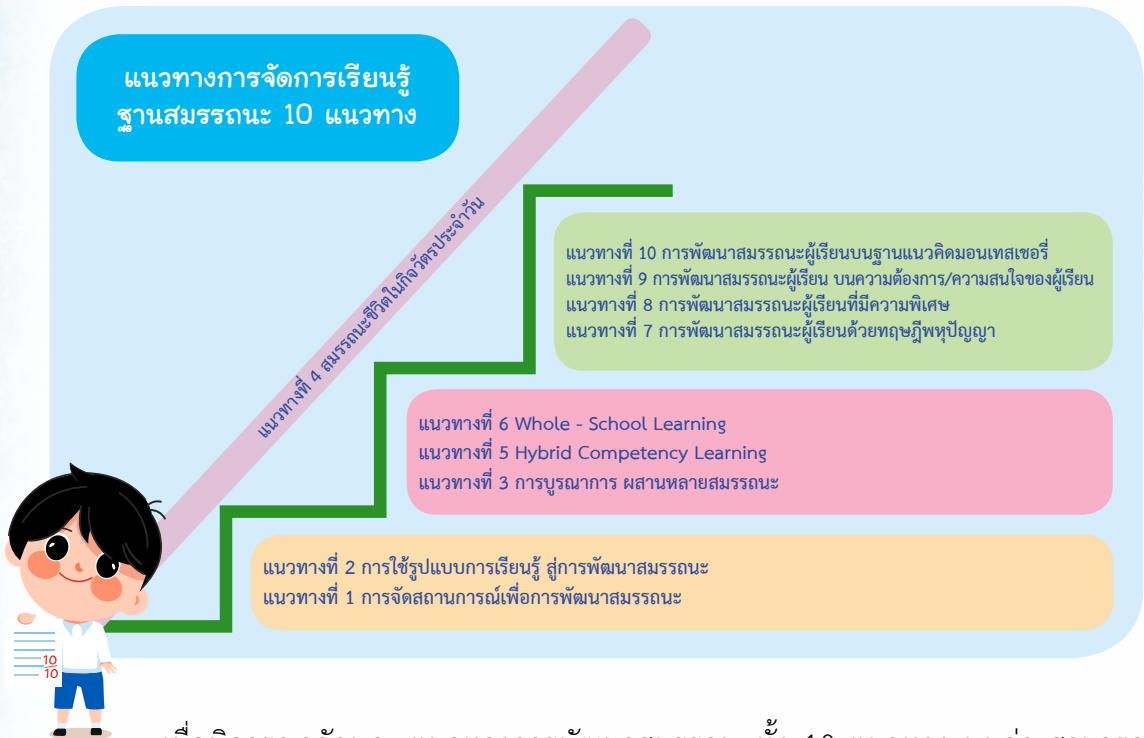 แนวทางการจัดการเรียนรู้
ฐานสมรรถนะ 10 แนวทาง
แนวทางที่ 4 สมรรถนะชีวิตในกิจวัตรประจำวัน
แนวทางที่ 10 การพัฒนาสมรรถนะผู้เรียนบนฐานแนวคิดมอนเทสเซอรี่
แนวทางที่ 9 การพัฒนาสมรรถนะผู้เรียน บนความต้องการ/ความสนใจของผู้เรียน
แนวทางที่ 8 การพัฒนาสมรรถนะผู้เรียนที่มีความพิเศษ
แนวทางที่ 7 การพัฒนาสมรรถนะผู้เรียนด้วยทฤษฎีพหุปัญญา
แนวทางที่ 6 Whole - School Learning
แนวทางที่ 5 Hybrid Competency Learning
แนวทางที่ 3 การบูรณาการ ผสานหลายสมรรถนะ
แนวทางที่ 2 การใช้รูปแบบการเรียนรู้ สู่การพัฒนาสมรรถนะ
แนวทางที่ 1 การจัดสถานการณ์เพื่อการพัฒนาสมรรถนะ
10
10